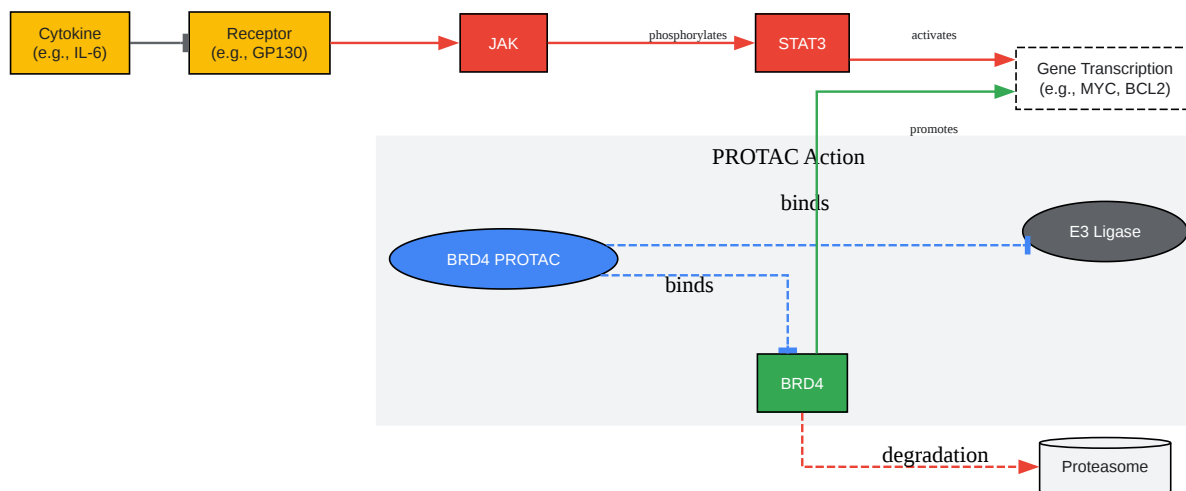 Cytokine
(e.g., IL-6)
Receptor
(e.g., GP130)
JAK
phosphorylates
STAT3
activates
Gene Transcription
(e.g., MYC, BCL2)
promotes
PROTAC Action
binds
E3 Ligase
BRD4 PROTAC
binds
BRD4
degradation
Proteasome